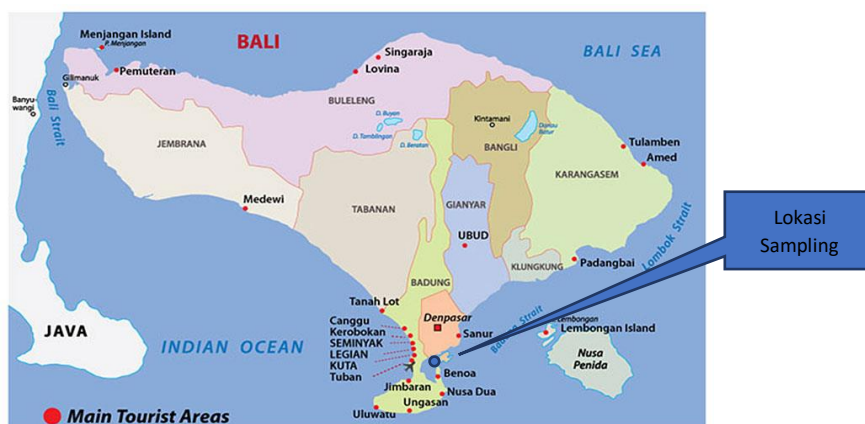 Menjangan Island
P. Menjangan
BALI
Singaraja
Lovina
BALI SEA
Gilimanuk
Pemuteran
Banyu-
wangi
Bali Strait
BULELENG
D. Buyan
D. Tamblingan
D. Beratan
Kintamani
Danau
Batur
BANGLI
Tulamben
Amed
JEMBRANA
KARANGASEM
Medewi
TABANAN
GIANYAR
UBUD
Lombok Strait
Lokasi
Sampling
KLUNGKUNG
Padangbai
BADUNG
Tanah Lot
Denpasar
Canggu
Kerobokan
SEMINYAK
LEGIAN
KUTA
Tuban
Sanur
Strait
Lembongan
Lembongan Island
JAVA
INDIAN OCEAN
Nusa
Penida
Benoa
Jimbaran
Nusa Dua
Ungasan
Uluwatu
Main Tourist Areas